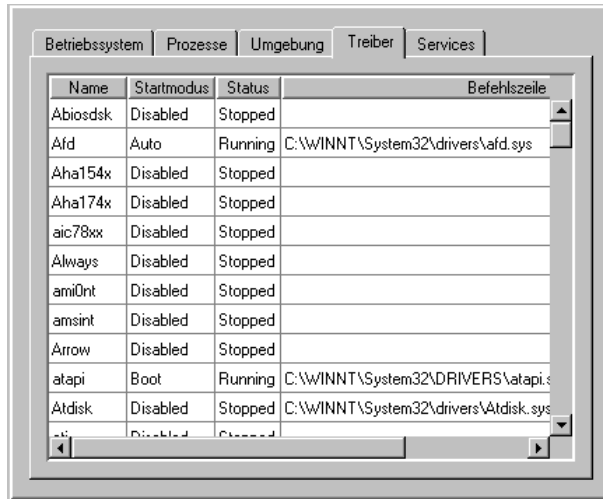 Betriebssystem Prozesse Umgebung Treiber Services
Name Startmodus Status Befehlszeile
Abiosdsk Disabled Stopped
Afd Auto Running C:\WINNT\System32\drivers\afd.sys
Aha154x Disabled Stopped
Aha174x Disabled Stopped
aic78xx Disabled Stopped
Always Disabled Stopped
ami0nt Disabled Stopped
amsint Disabled Stopped
Arrow Disabled Stopped
atapi Boot Running C:\WINNT\System32\DRIVERS\atapi.s
Atdisk Disabled Stopped C:\WINNT\System32\drivers\Atdisk.sys
Disabled Stopped